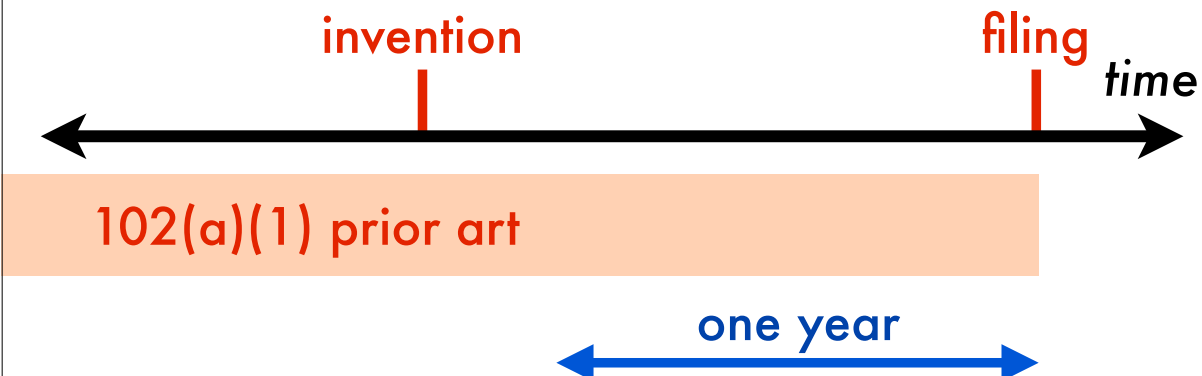 invention
filing
time
102(a)(1) prior art
one year